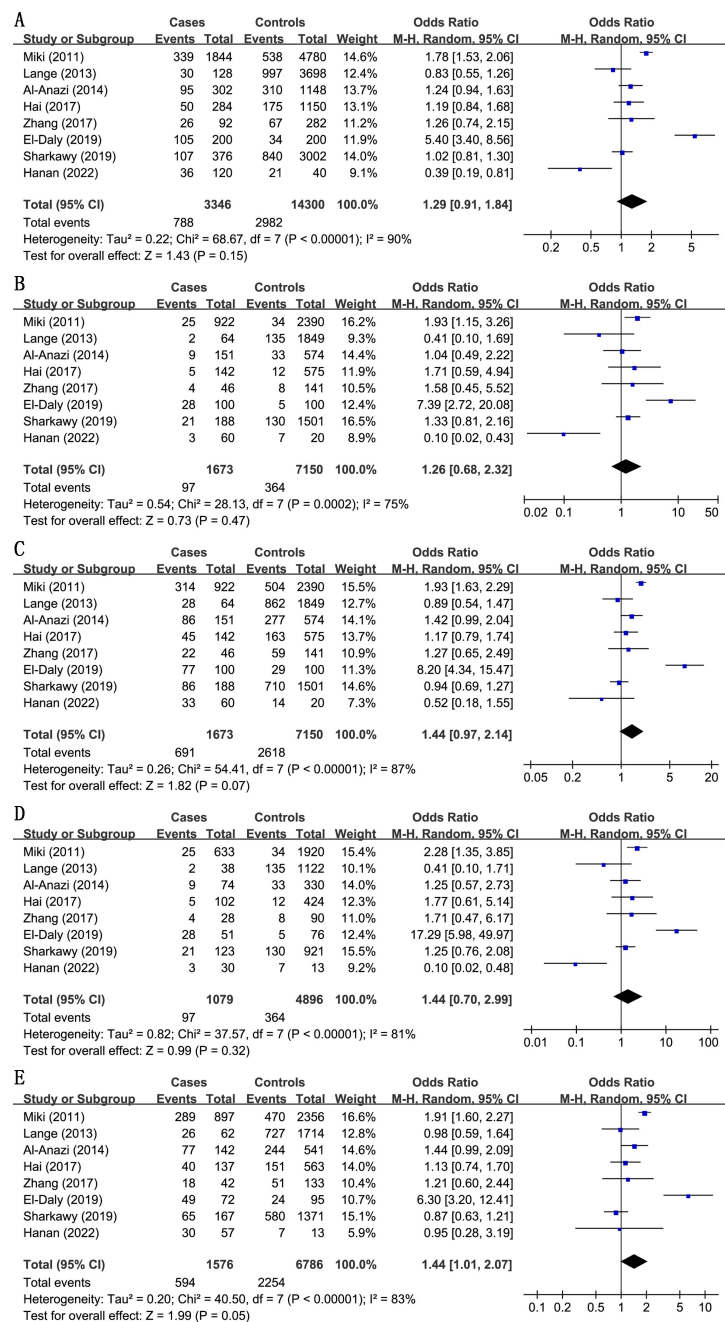 A
Cases Controls Odds Ratio Odds Ratio
Study or Subgroup Events Total Events Total Weight M-H, Random, 95% CI M-H, Random, 95% CI
Miki (2011) 339 1844 538 4780 14.6% 1.78 [1.53, 2.06]
Lange (2013) 30 128 997 3698 12.4% 0.83 [0.55, 1.26]
Al-Anazi (2014) 95 302 310 1148 14.0% 1.24 [0.94, 1.63]
Hai (2017) 50 284 175 1150 13.1% 1.19 [0.84, 1.68]
Zhang (2017) 26 92 67 282 11.2% 1.26 [0.74, 2.15]
El-Daly (2019) 105 200 34 200 11.9% 5.40 [3.40, 8.56]
Sharkawy (2019) 107 376 840 3002 14.0% 1.02 [0.81, 1.30]
Hanan (2022) 36 120 21 40 9.1% 0.39 [0.19, 0.81]
Total (95% CI) 3346 14300 100.0% 1.29 [0.91, 1.84]
Total events 788 2982
Heterogeneity: Tau² = 0.22; Chi² = 68.67, df = 7 (P < 0.00001); I² = 90%
Test for overall effect: Z = 1.43 (P = 0.15)
0.2 0.5 1 2 5
B
Cases Controls Odds Ratio Odds Ratio
Study or Subgroup Events Total Events Total Weight M-H, Random, 95% CI M-H, Random, 95% CI
Miki (2011) 25 922 34 2390 16.2% 1.93 [1.15, 3.26]
Lange (2013) 2 64 135 1849 9.3% 0.41 [0.10, 1.69]
Al-Anazi (2014) 9 151 33 574 14.4% 1.04 [0.49, 2.22]
Hai (2017) 5 142 12 575 11.9% 1.71 [0.59, 4.94]
Zhang (2017) 4 46 8 141 10.5% 1.58 [0.45, 5.52]
El-Daly (2019) 28 100 5 100 12.4% 7.39 [2.72, 20.08]
Sharkawy (2019) 21 188 130 1501 16.5% 1.33 [0.81, 2.16]
Hanan (2022) 3 60 7 20 8.9% 0.10 [0.02, 0.43]
Total (95% CI) 1673 7150 100.0% 1.26 [0.68, 2.32]
Total events 97 364
Heterogeneity: Tau² = 0.54; Chi² = 28.13, df = 7 (P = 0.0002); I² = 75%
Test for overall effect: Z = 0.73 (P = 0.47)
0.02 0.1 1 10 50
C
Cases Controls Odds Ratio Odds Ratio
Study or Subgroup Events Total Events Total Weight M-H, Random, 95% CI M-H, Random, 95% CI
Miki (2011) 314 922 504 2390 15.5% 1.93 [1.63, 2.29]
Lange (2013) 28 64 862 1849 12.7% 0.89 [0.54, 1.47]
Al-Anazi (2014) 86 151 277 574 14.1% 1.42 [0.99, 2.04]
Hai (2017) 45 142 163 575 13.9% 1.17 [0.79, 1.74]
Zhang (2017) 22 46 59 141 10.9% 1.27 [0.65, 2.49]
El-Daly (2019) 77 100 29 100 11.3% 8.20 [4.34, 15.47]
Sharkawy (2019) 86 188 710 1501 14.6% 0.94 [0.69, 1.27]
Hanan (2022) 33 60 14 20 7.3% 0.52 [0.18, 1.55]
Total (95% CI) 1673 7150 100.0% 1.44 [0.97, 2.14]
Total events 691 2618
Heterogeneity: Tau² = 0.26; Chi² = 54.41, df = 7 (P < 0.00001); I² = 87%
Test for overall effect: Z = 1.82 (P = 0.07)
0.05 0.2 1 5 20
D
Cases Controls Odds Ratio Odds Ratio
Study or Subgroup Events Total Events Total Weight M-H, Random, 95% CI M-H, Random, 95% CI
Miki (2011) 25 633 34 1920 15.4% 2.28 [1.35, 3.85]
Lange (2013) 2 38 135 1122 10.1% 0.41 [0.10, 1.71]
Al-Anazi (2014) 9 74 33 330 14.0% 1.25 [0.57, 2.73]
Hai (2017) 5 102 12 424 12.3% 1.77 [0.61, 5.14]
Zhang (2017) 4 28 8 90 11.0% 1.71 [0.47, 6.17]
El-Daly (2019) 28 51 5 76 12.4% 17.29 [5.98, 49.97]
Sharkawy (2019) 21 123 130 921 15.5% 1.25 [0.76, 2.08]
Hanan (2022) 3 30 7 13 9.2% 0.10 [0.02, 0.48]
Total (95% CI) 1079 4896 100.0% 1.44 [0.70, 2.99]
Total events 97 364
Heterogeneity: Tau² = 0.82; Chi² = 37.57, df = 7 (P < 0.00001); I² = 81%
Test for overall effect: Z = 0.99 (P = 0.32)
0.01 0.1 1 10 100
E
Cases Controls Odds Ratio Odds Ratio
Study or Subgroup Events Total Events Total Weight M-H, Random, 95% CI M-H, Random, 95% CI
Miki (2011) 289 897 470 2356 16.6% 1.91 [1.60, 2.27]
Lange (2013) 26 62 727 1714 12.8% 0.98 [0.59, 1.64]
Al-Anazi (2014) 77 142 244 541 14.9% 1.44 [0.99, 2.09]
Hai (2017) 40 137 151 563 14.2% 1.13 [0.74, 1.70]
Zhang (2017) 18 42 51 133 10.5% 1.21 [0.60, 2.44]
El-Daly (2019) 49 72 24 95 10.7% 6.30 [3.20, 12.41]
Sharkawy (2019) 65 167 580 1371 15.1% 0.87 [0.63, 1.21]
Hanan (2022) 30 57 7 13 5.9% 0.95 [0.28, 3.19]
Total (95% CI) 1576 6786 100.0% 1.44 [1.01, 2.07]
Total events 594 2254
Heterogeneity: Tau² = 0.20; Chi² = 40.50, df = 7 (P < 0.00001); I² = 83%
Test for overall effect: Z = 1.99 (P = 0.05)
0.1 0.2 0.5 1 2 5 10